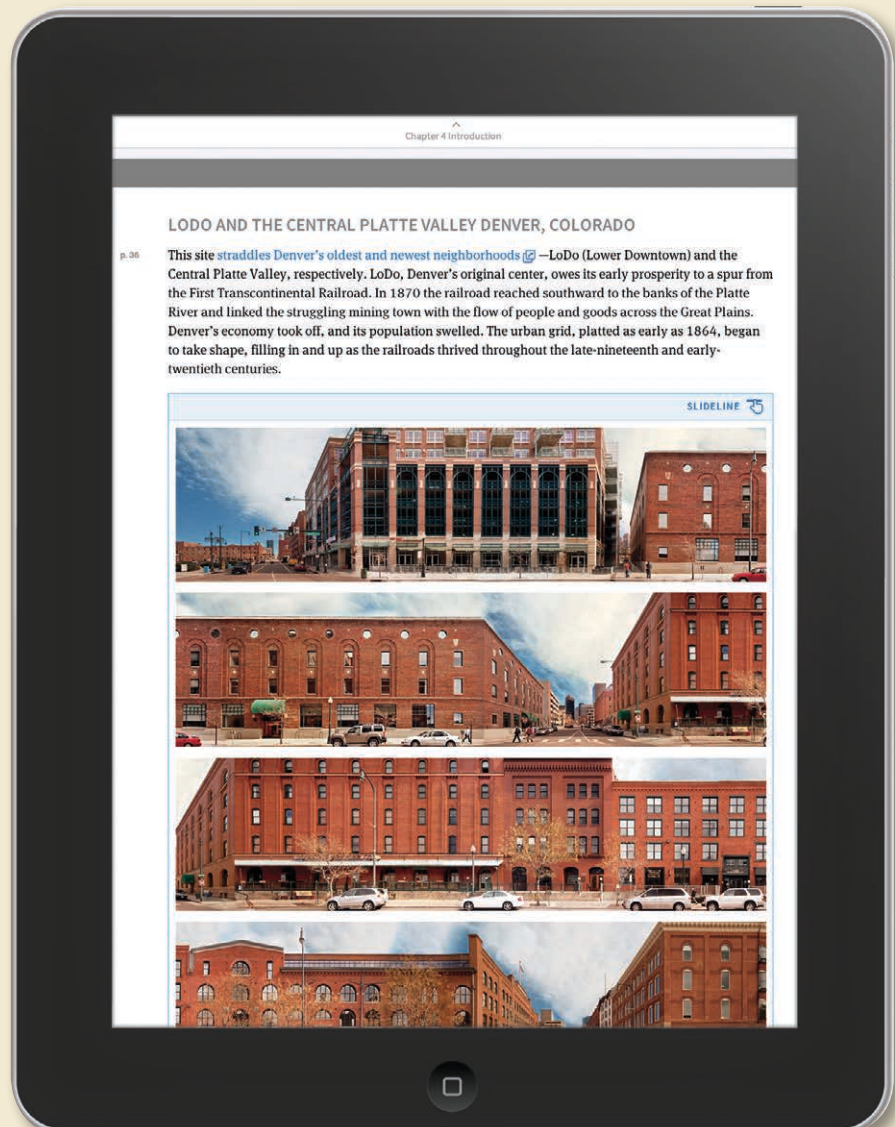 Chapter 4 Introduction
LODO AND THE CENTRAL PLATTE VALLEY DENVER, COLORADO
p. 36
This site straddles Denver's oldest and newest neighborhoods —LoDo (Lower Downtown) and the
Central Platte Valley, respectively. LoDo, Denver's original center, owes its early prosperity to a spur from
the First Transcontinental Railroad. In 1870 the railroad reached southward to the banks of the Platte
River and linked the struggling mining town with the flow of people and goods across the Great Plains.
Denver's economy took off, and its population swelled. The urban grid, platted as early as 1864, began
to take shape, filling in and up as the railroads thrived throughout the late-nineteenth and early-
twentieth centuries.
SLIDELINE